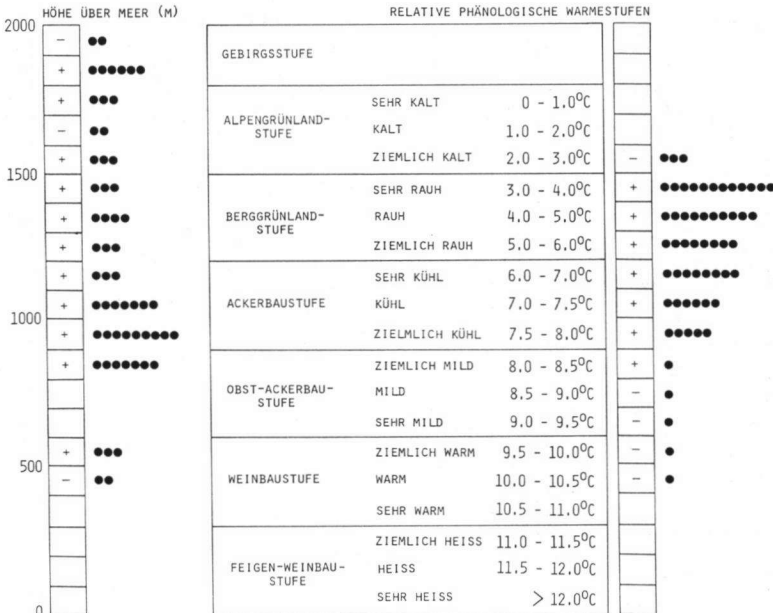 HÖHE ÜBER MEER (M) RELATIVE PHÄNOLOGISCHE WARMESTUFEN
2000
-
GEBIRGSSTUFE
+
+ SEHR KALT 0 - 1.0°C
ALPENGRÜNLAND-
STUFE
- KALT 1.0 - 2.0°C
+ ZIEMLICH KALT 2.0 - 3.0°C -
1500
+ SEHR RAUH 3.0 - 4.0°C +
+ BERGGRÜNLAND- RAUH 4.0 - 5.0°C +
STUFE
+ ZIEMLICH RAUH 5.0 - 6.0°C +
+ SEHR KÜHL 6.0 - 7.0°C +
+ ACKERBAUSTUFE KÜHL 7.0 - 7.5°C +
1000
+ ZIELMLICH KÜHL 7.5 - 8.0°C +
+ ZIEMLICH MILD 8.0 - 8.5°C +
OBST-ACKERBAU- MILD 8.5 - 9.0°C -
STUFE
SEHR MILD 9.0 - 9.5°C -
+ ZIEMLICH WARM 9.5 - 10.0°C -
500
- WEINBAUSTUFE WARM 10.0 - 10.5°C -
SEHR WARM 10.5 - 11.0°C
ZIEMLICH HEISS 11.0 - 11.5°C
FEIGEN-WEINBAU- HEISS 11.5 - 12.0°C
STUFE
SEHR HEISS > 12.0°C
0